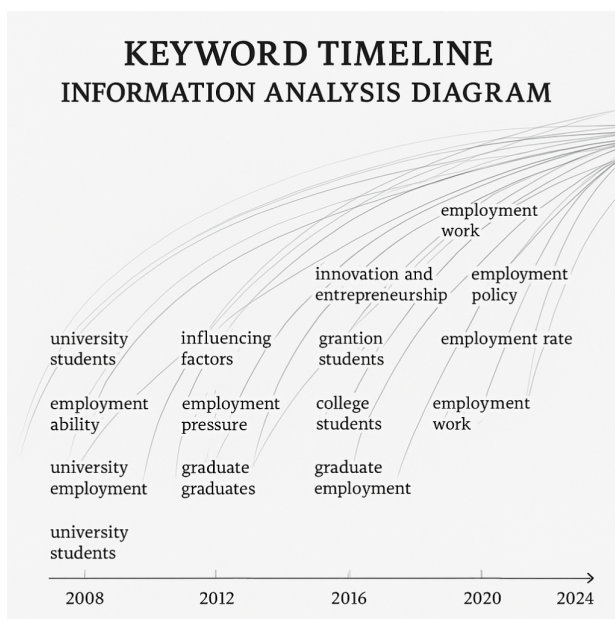 KEYWORD TIMELINE
INFORMATION ANALYSIS DIAGRAM
employment
work
innovation and
entrepreneurship
employment
policy
university
students
influencing
factors
grantion
students
employment rate
employment
ability
employment
pressure
college
students
employment
work
university
employment
graduate
graduates
graduate
employment
university
students
2008 2012 2016 2020 2024